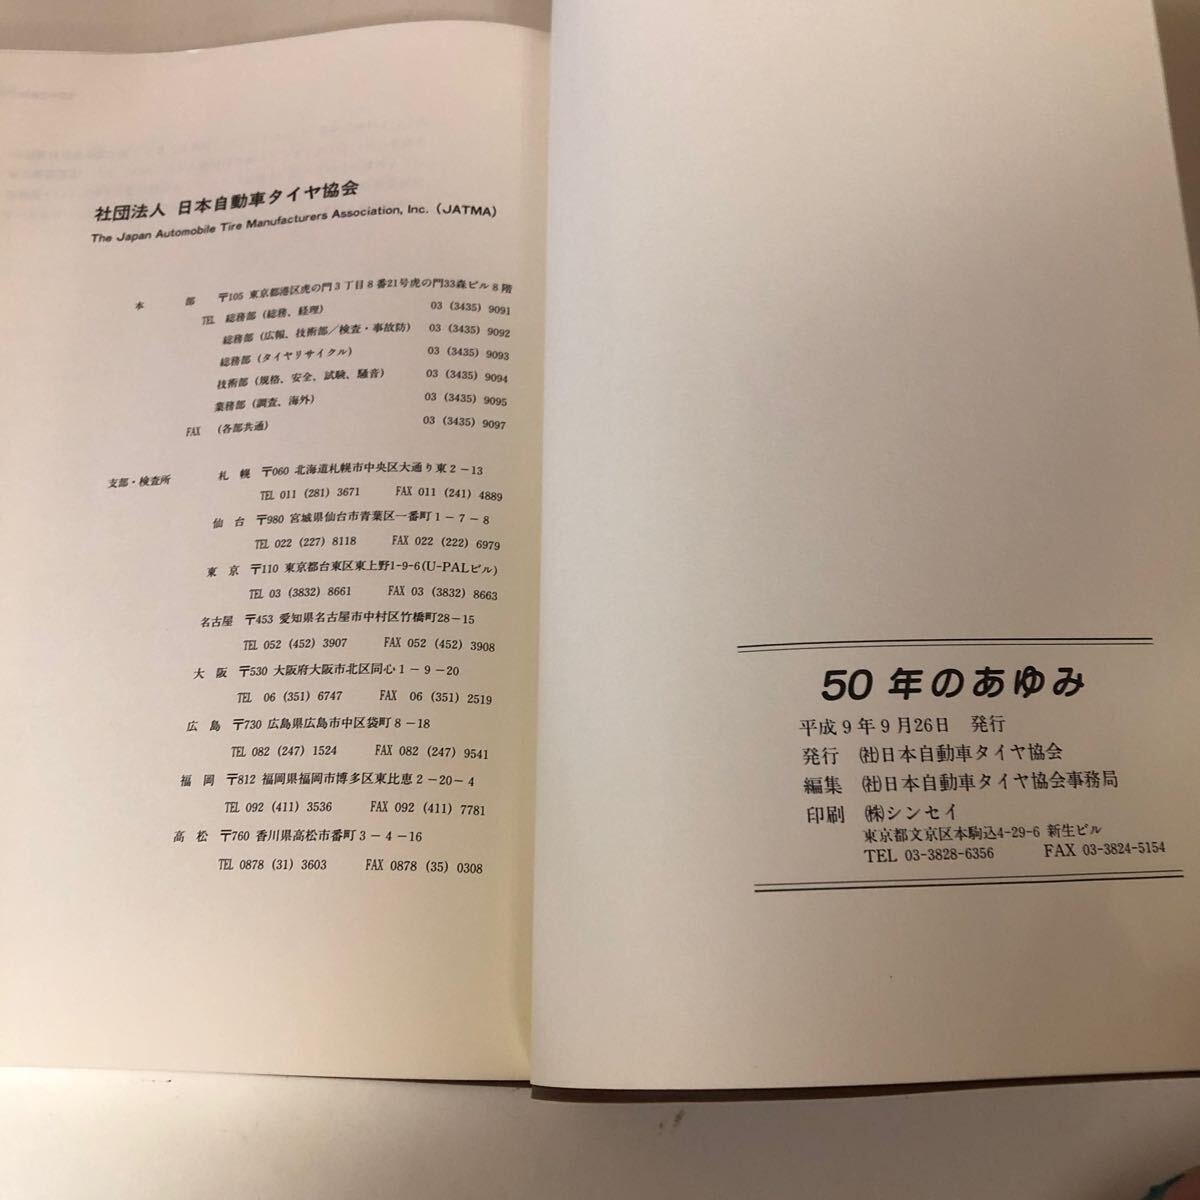 社団法人 日本自動車タイヤ協会
The Japan Automobile Tire Manufacturers Association, Inc. (JATMA)
本 部 〒105 東京都港区虎の門3丁目8番21号虎の門33森ビル8階
TEL 総務部 (総務、経理) 03 (3435) 9091
総務部 (広報、技術部/検査・事故防) 03 (3435) 9092
総務部 (タイヤリサイクル) 03 (3435) 9093
技術部 (規格、安全、試験、騒音) 03 (3435) 9094
業務部 (調査、海外) 03 (3435) 9095
FAX (各部共通) 03 (3435) 9097
支部・検査所 札 幌 〒060 北海道札幌市中央区大通り東2-13
TEL 011 (281) 3671 FAX 011 (241) 4889
仙 台 〒980 宮城県仙台市青葉区一番町1-7-8
TEL 022 (227) 8118 FAX 022 (222) 6979
東 京 〒110 東京都台東区東上野1-9-6(U-PALビル)
TEL 03 (3832) 8661 FAX 03 (3832) 8663
名古屋 〒453 愛知県名古屋市中村区竹橋町28-15
TEL 052 (452) 3907 FAX 052 (452) 3908
大 阪 〒530 大阪府大阪市北区同心1-9-20
TEL 06 (351) 6747 FAX 06 (351) 2519
広 島 〒730 広島県広島市中区袋町8-18
TEL 082 (247) 1524 FAX 082 (247) 9541
福 岡 〒812 福岡県福岡市博多区東比恵2-20-4
TEL 092 (411) 3536 FAX 092 (411) 7781
高 松 〒760 香川県高松市番町3-4-16
TEL 0878 (31) 3603 FAX 0878 (35) 0308
50年のあゆみ
平成9年9月26日 発行
発行 ㈳日本自動車タイヤ協会
編集 ㈳日本自動車タイヤ協会事務局
印刷 ㈱シンセイ
東京都文京区本駒込4-29-6 新生ビル
TEL 03-3828-6356 FAX 03-3824-5154